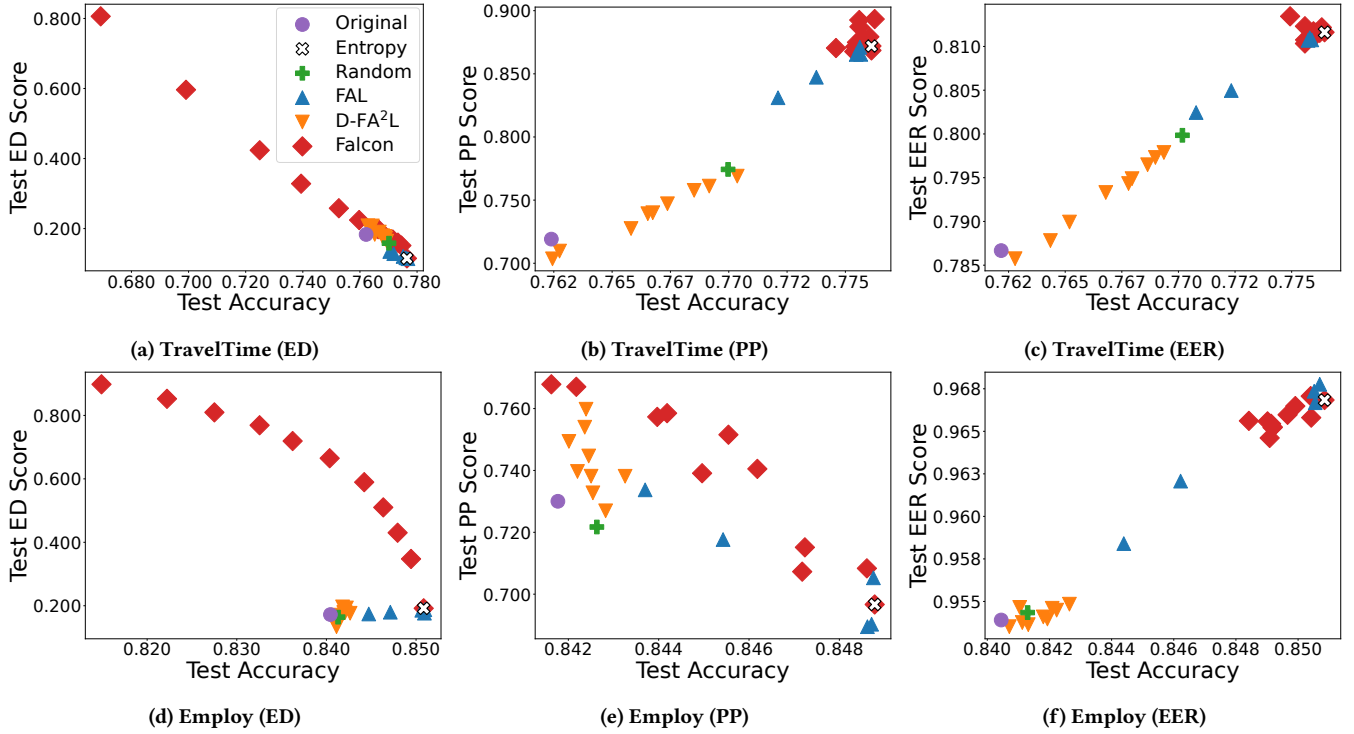 Test ED Score
0.800
0.600
0.400
0.200
0.680 0.700 0.720 0.740 0.760 0.780
Test Accuracy
Original
Entropy
Random
FAL
D-FA²L
Falcon
(a) TravelTime (ED)
Test PP Score
0.900
0.850
0.800
0.750
0.700
0.762 0.765 0.767 0.770 0.772 0.775
Test Accuracy
(b) TravelTime (PP)
Test EER Score
0.810
0.805
0.800
0.795
0.790
0.785
0.762 0.765 0.767 0.770 0.772 0.775
Test Accuracy
(c) TravelTime (EER)
Test ED Score
0.800
0.600
0.400
0.200
0.820 0.830 0.840 0.850
Test Accuracy
(d) Employ (ED)
Test PP Score
0.760
0.740
0.720
0.700
0.842 0.844 0.846 0.848
Test Accuracy
(e) Employ (PP)
Test EER Score
0.968
0.965
0.963
0.960
0.958
0.955
0.840 0.842 0.844 0.846 0.848 0.850
Test Accuracy
(f) Employ (EER)